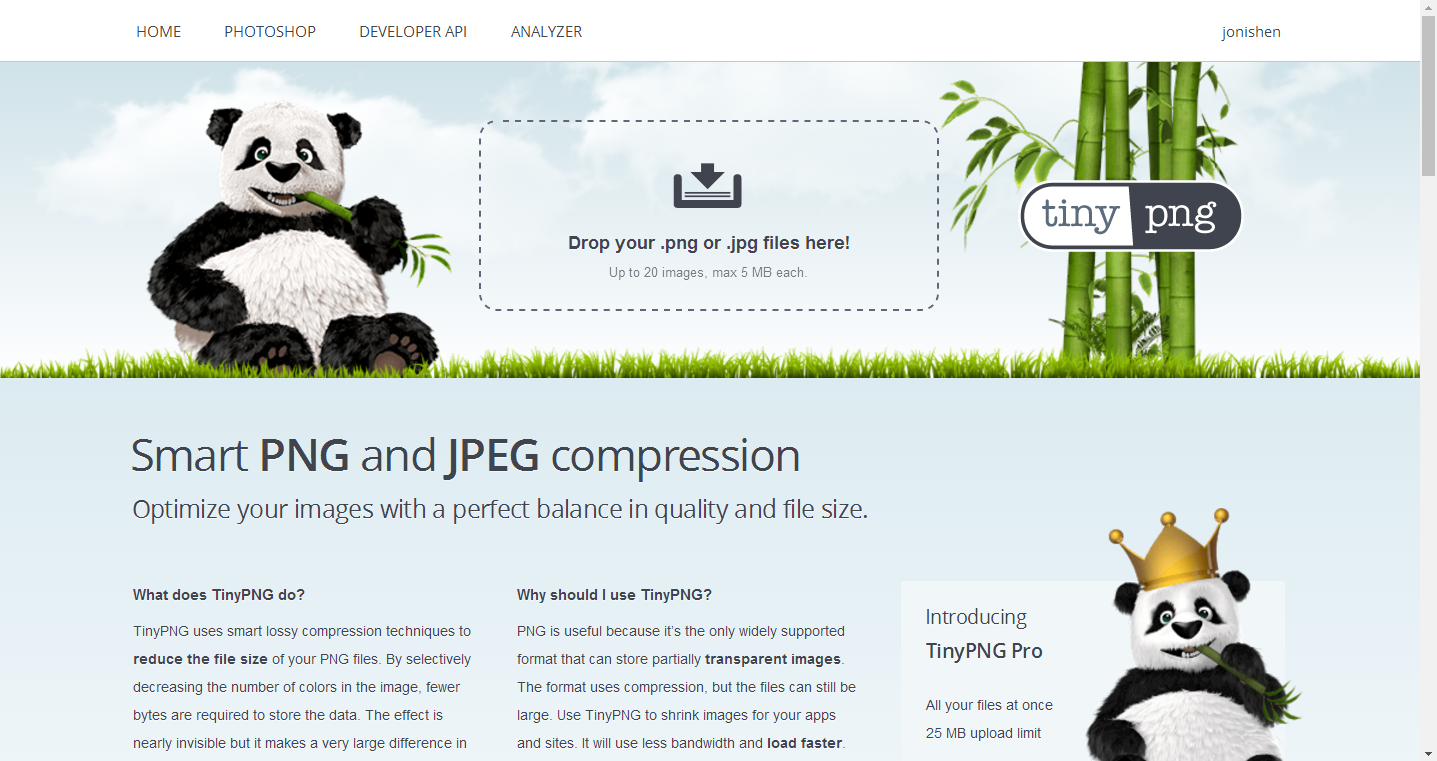 HOME PHOTOSHOP DEVELOPER API ANALYZER jonishen
Drop your .png or .jpg files here!
Up to 20 images, max 5 MB each.
tiny png
Smart PNG and JPEG compression
Optimize your images with a perfect balance in quality and file size.
What does TinyPNG do?
TinyPNG uses smart lossy compression techniques to
reduce the file size of your PNG files. By selectively
decreasing the number of colors in the image, fewer
bytes are required to store the data. The effect is
nearly invisible but it makes a very large difference in
Why should I use TinyPNG?
PNG is useful because it’s the only widely supported
format that can store partially transparent images.
The format uses compression, but the files can still be
large. Use TinyPNG to shrink images for your apps
and sites. It will use less bandwidth and load faster.
Introducing
TinyPNG Pro
All your files at once
25 MB upload limit